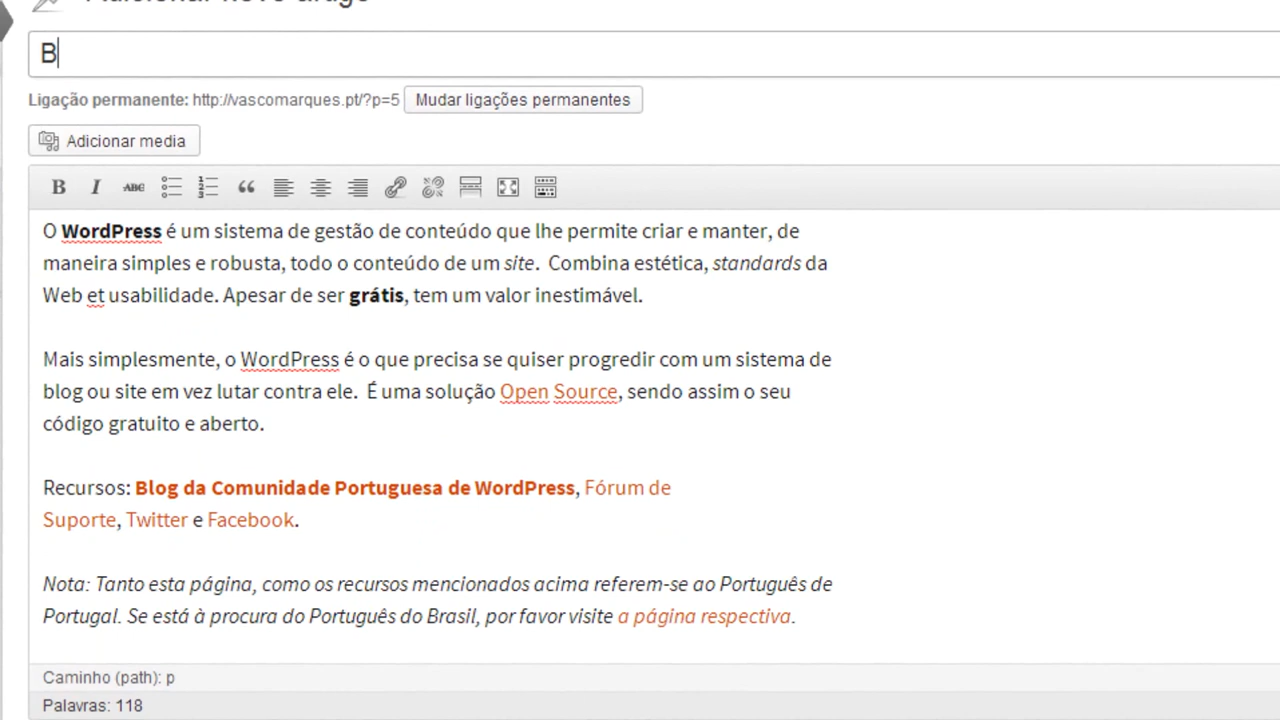 Adicionar novo artigo
B
Ligação permanente: http://vascomarques.pt/?p=5 Mudar ligações permanentes
Adicionar media
B I ABC
O WordPress é um sistema de gestão de conteúdo que lhe permite criar e manter, de
maneira simples e robusta, todo o conteúdo de um site. Combina estética, standards da
Web et usabilidade. Apesar de ser grátis, tem um valor inestimável.
Mais simplesmente, o WordPress é o que precisa se quiser progredir com um sistema de
blog ou site em vez lutar contra ele. É uma solução Open Source, sendo assim o seu
código gratuito e aberto.
Recursos: Blog da Comunidade Portuguesa de WordPress, Fórum de
Suporte, Twitter e Facebook.
Nota: Tanto esta página, como os recursos mencionados acima referem-se ao Português de
Portugal. Se está à procura do Português do Brasil, por favor visite a página respectiva.
Caminho (path): p
Palavras: 118